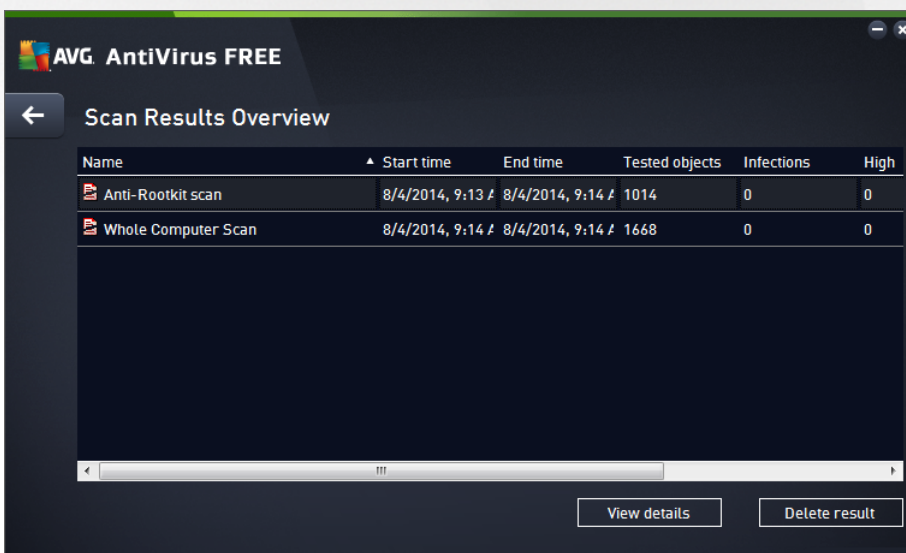 AVG. AntiVirus FREE
Scan Results Overview
Name Start time End time Tested objects Infections High
Anti-Rootkit scan 8/4/2014, 9:13 A 8/4/2014, 9:14 A 1014 0 0
Whole Computer Scan 8/4/2014, 9:14 A 8/4/2014, 9:14 A 1668 0 0
View details Delete result